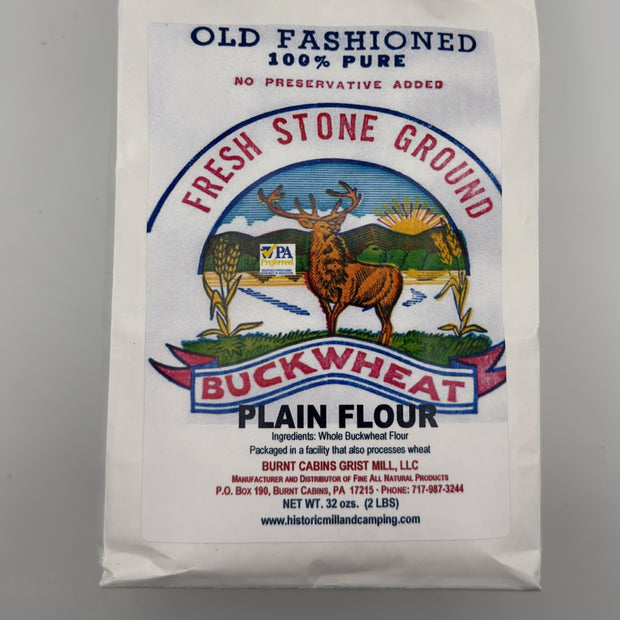 OLD FASHIONED
100% PURE
NO PRESERVATIVE ADDED
FRESH STONE GROUND
PA
Preferred
BUCKWHEAT
PLAIN FLOUR
Ingredients: Whole Buckwheat Flour
Packaged in a facility that also processes wheat
BURNT CABINS GRIST MILL, LLC
MANUFACTURER AND DISTRIBUTOR OF FINE ALL NATURAL PRODUCTS
P.O. BOX 190, BURNT CABINS, PA 17215 · PHONE: 717-987-3244
NET WT. 32 ozs. (2 LBS)
www.historicmillandcamping.com